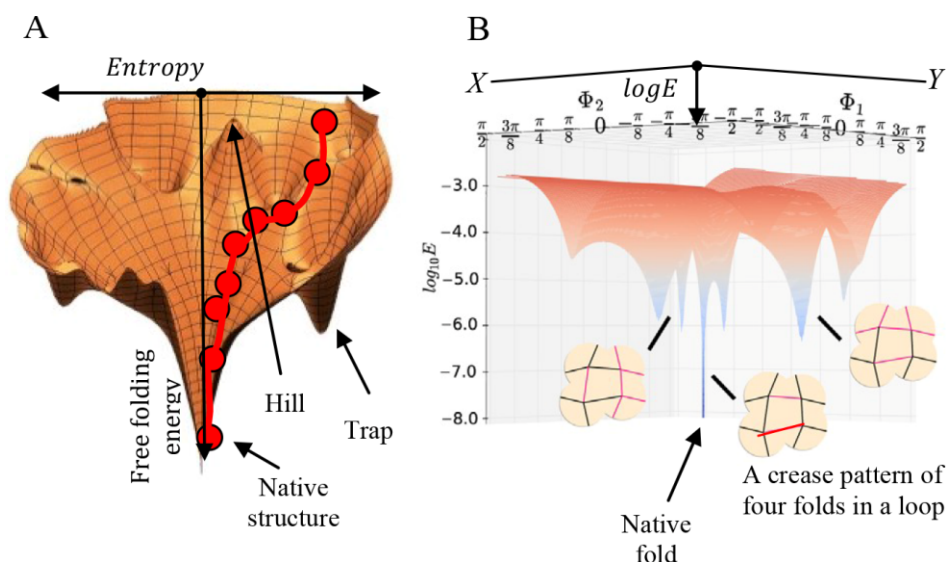 A
B
Entropy
X
Y
logE
Φ2
Φ1
π/2 3π/8 π/4 π/8 0 −π/8 −π/4 −π/8 −π/2 −π/2 3π/8 −π/4 −π/8 0 π/8 π/4 3π/8 π/2
−3.0
−4.0
−5.0
−6.0
−7.0
−8.0
log10E
Free folding
energy
Hill
Trap
Native
structure
Native
fold
A crease pattern of
four folds in a loop